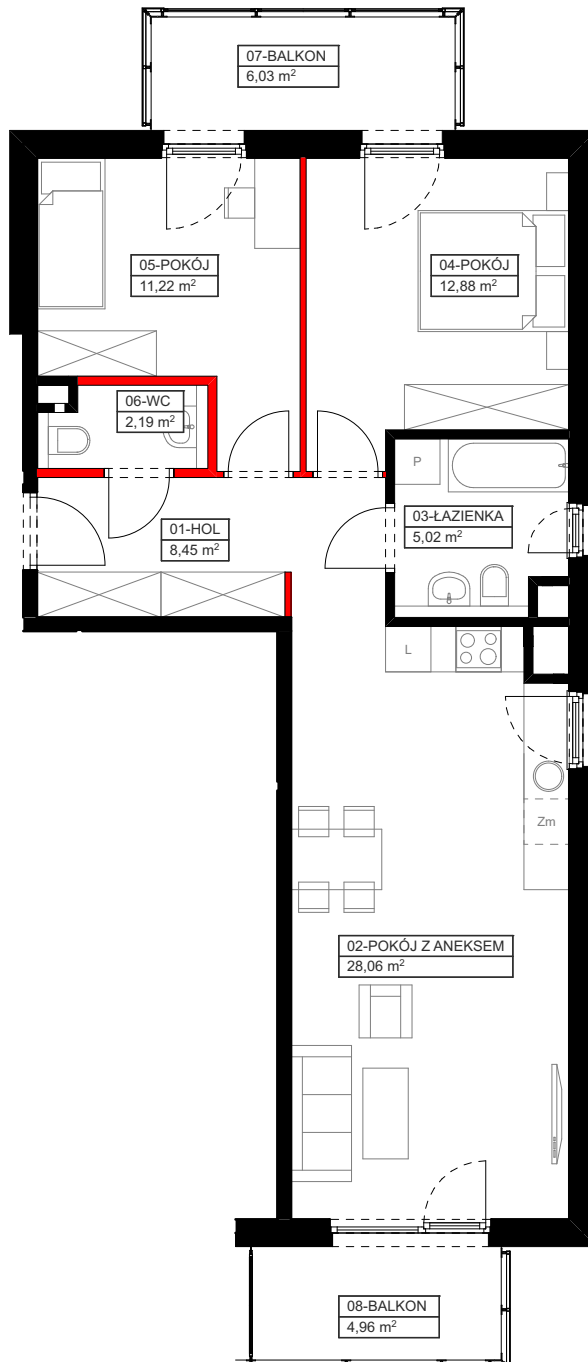 07-BALKON
6,03 m²
05-POKÓJ
11,22 m²
04-POKÓJ
12,88 m²
06-WC
2,19 m²
P
03-ŁAZIENKA
5,02 m²
01-HOL
8,45 m²
L
Zm
02-POKÓJ Z ANEKSEM
28,06 m²
08-BALKON
4,96 m²